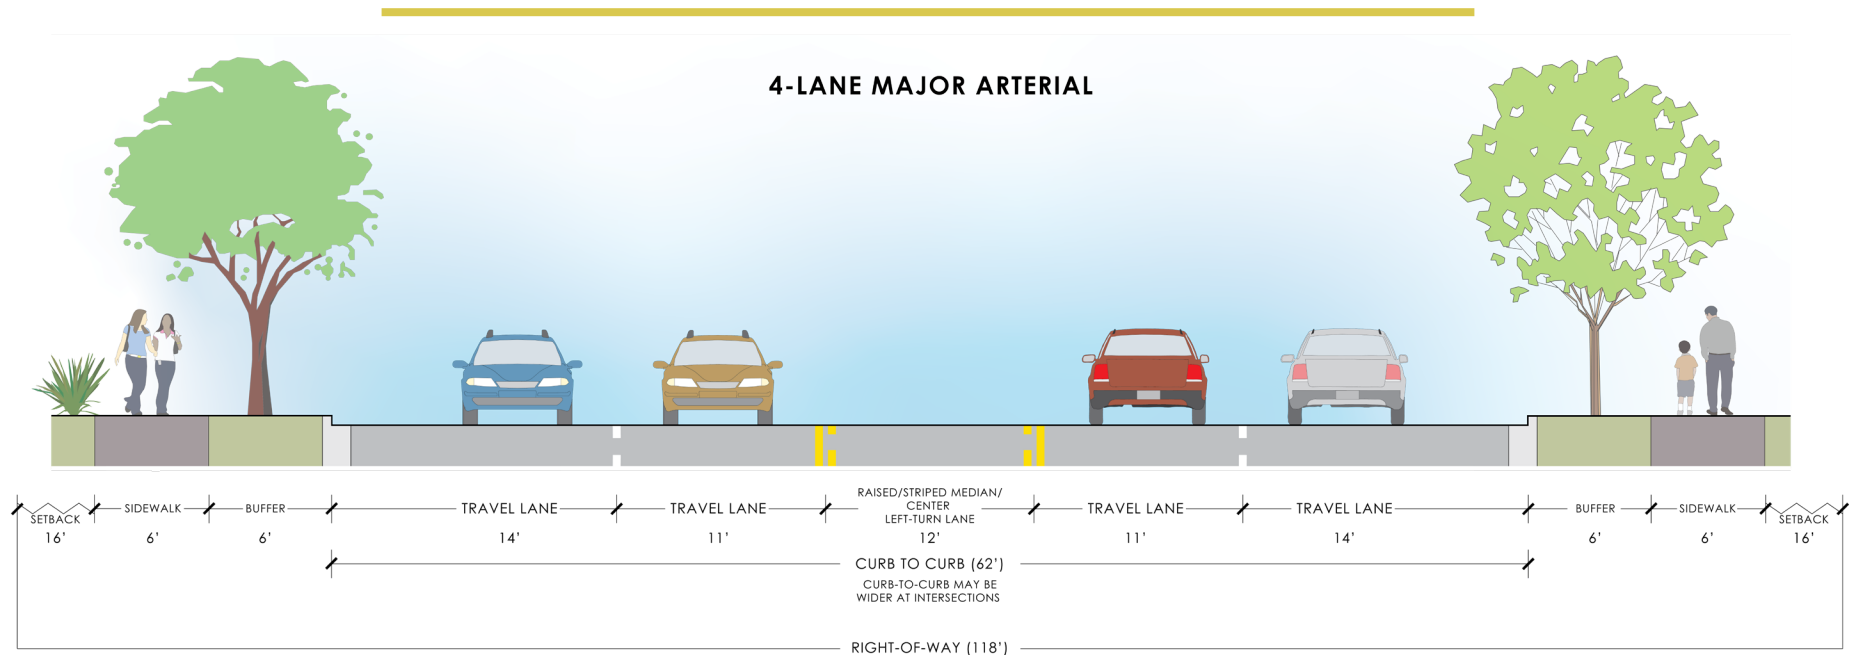 4-LANE MAJOR ARTERIAL
SETBACK
SIDEWALK
BUFFER
TRAVEL LANE
TRAVEL LANE
RAISED/STRIPED MEDIAN/
CENTER
LEFT-TURN LANE
TRAVEL LANE
TRAVEL LANE
BUFFER
SIDEWALK
SETBACK
16’
6’
6’
14’
11’
12’
11’
14’
6’
6’
16’
CURB TO CURB (62’)
CURB-TO-CURB MAY BE
WIDER AT INTERSECTIONS
RIGHT-OF-WAY (118’)